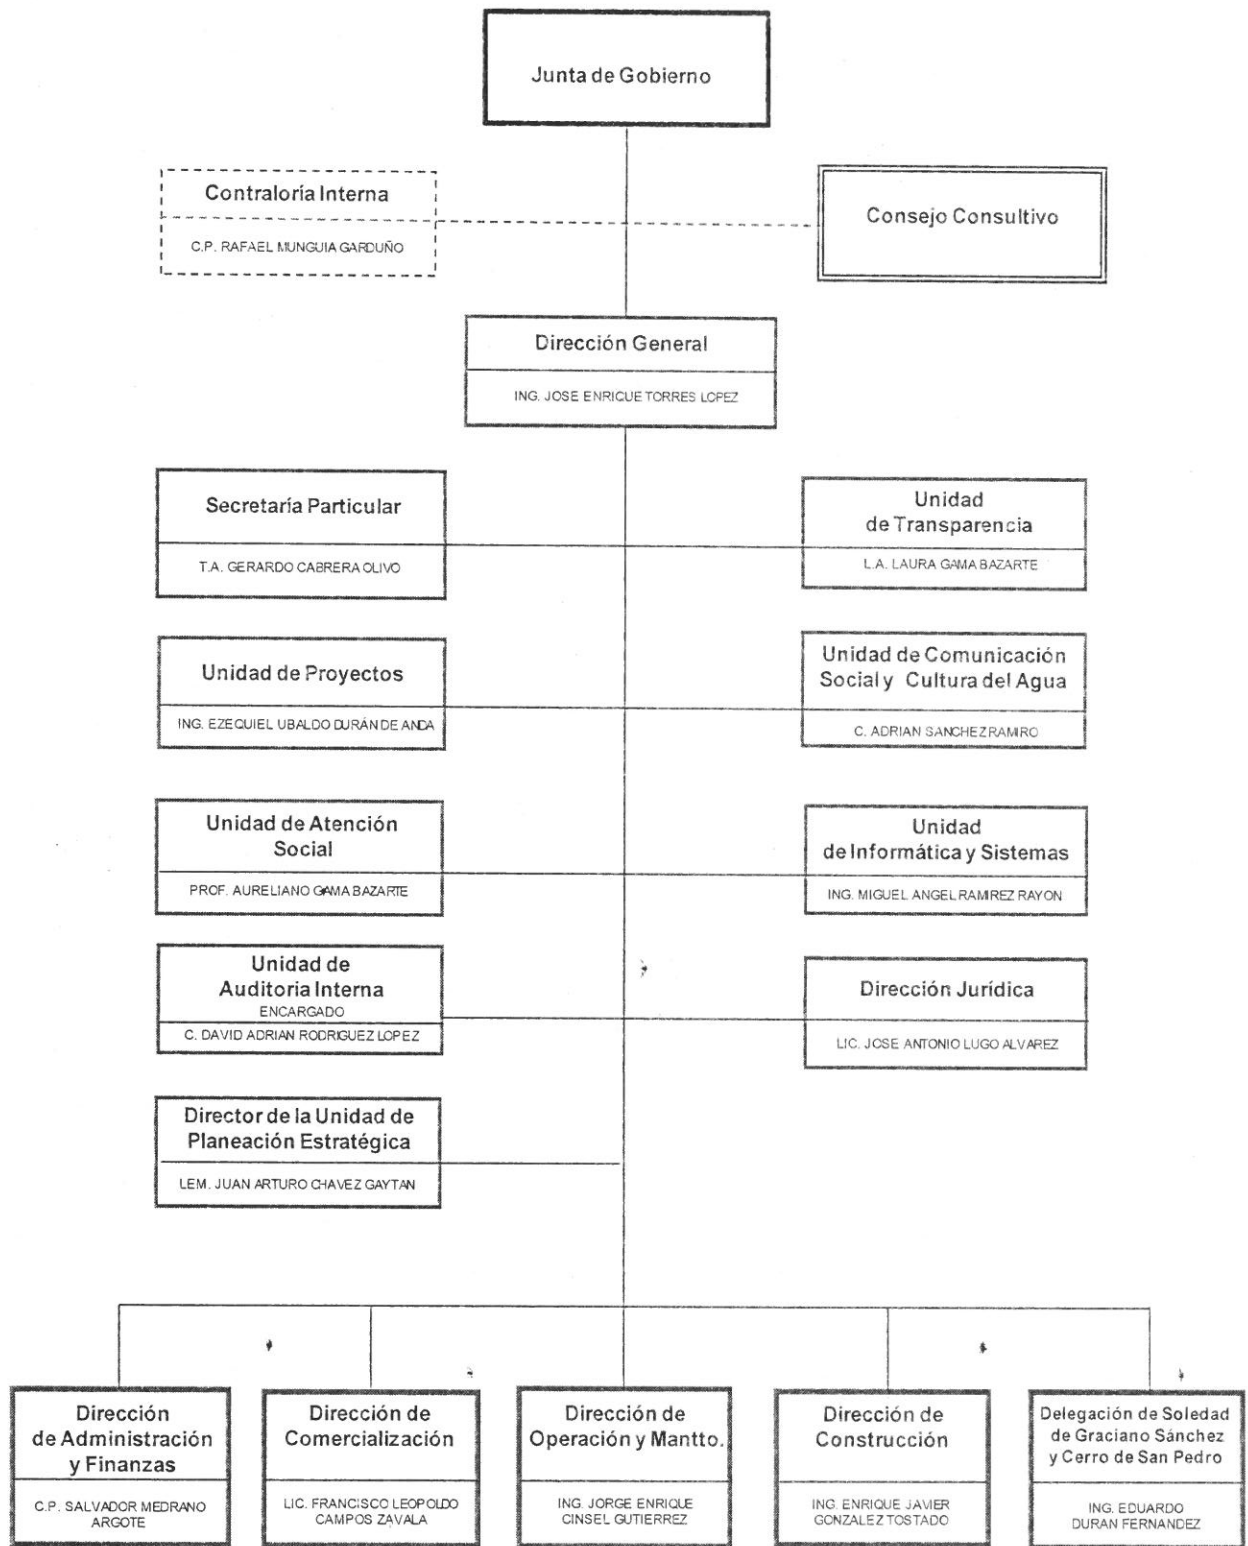 Junta de Gobierno
Contraloría Interna
C.P. RAFAEL MUNGUIA GARDUÑO
Consejo Consultivo
Dirección General
ING. JOSE ENRIQUE TORRES LOPEZ
Secretaría Particular
T.A. GERARDO CABRERA OLIVO
Unidad
de Transparencia
L.A. LAURA GAMA BAZARTE
Unidad de Proyectos
ING. EZEQUIEL UBALDO DURÁN DE ANDA
Unidad de Comunicación
Social y Cultura del Agua
C. ADRIAN SANCHEZ RAMIRO
Unidad de Atención
Social
PROF. AURELIANO GAMA BAZARTE
Unidad
de Informática y Sistemas
ING. MIGUEL ANGEL RAMIREZ RAYON
Unidad de
Auditoria Interna
ENCARGADO
C. DAVID ADRIAN RODRIGUEZ LOPEZ
Dirección Jurídica
LIC. JOSE ANTONIO LUGO ALVAREZ
Director de la Unidad de
Planeación Estratégica
LEM. JUAN ARTURO CHAVEZ GAYTAN
Dirección
de Administración
y Finanzas
C.P. SALVADOR MEDRANO
ARGOTE
Dirección de
Comercialización
LIC. FRANCISCO LEOPOLDO
CAMPOS ZAVALA
Dirección de
Operación y Mantto.
ING. JORGE ENRIQUE
CINSEL GUTIERREZ
Dirección de
Construcción
ING. ENRIQUE JAVIER
GONZALEZ TOSTADO
Delegación de Soledad
de Graciano Sánchez
y Cerro de San Pedro
ING. EDUARDO
DURAN FERNANDEZ